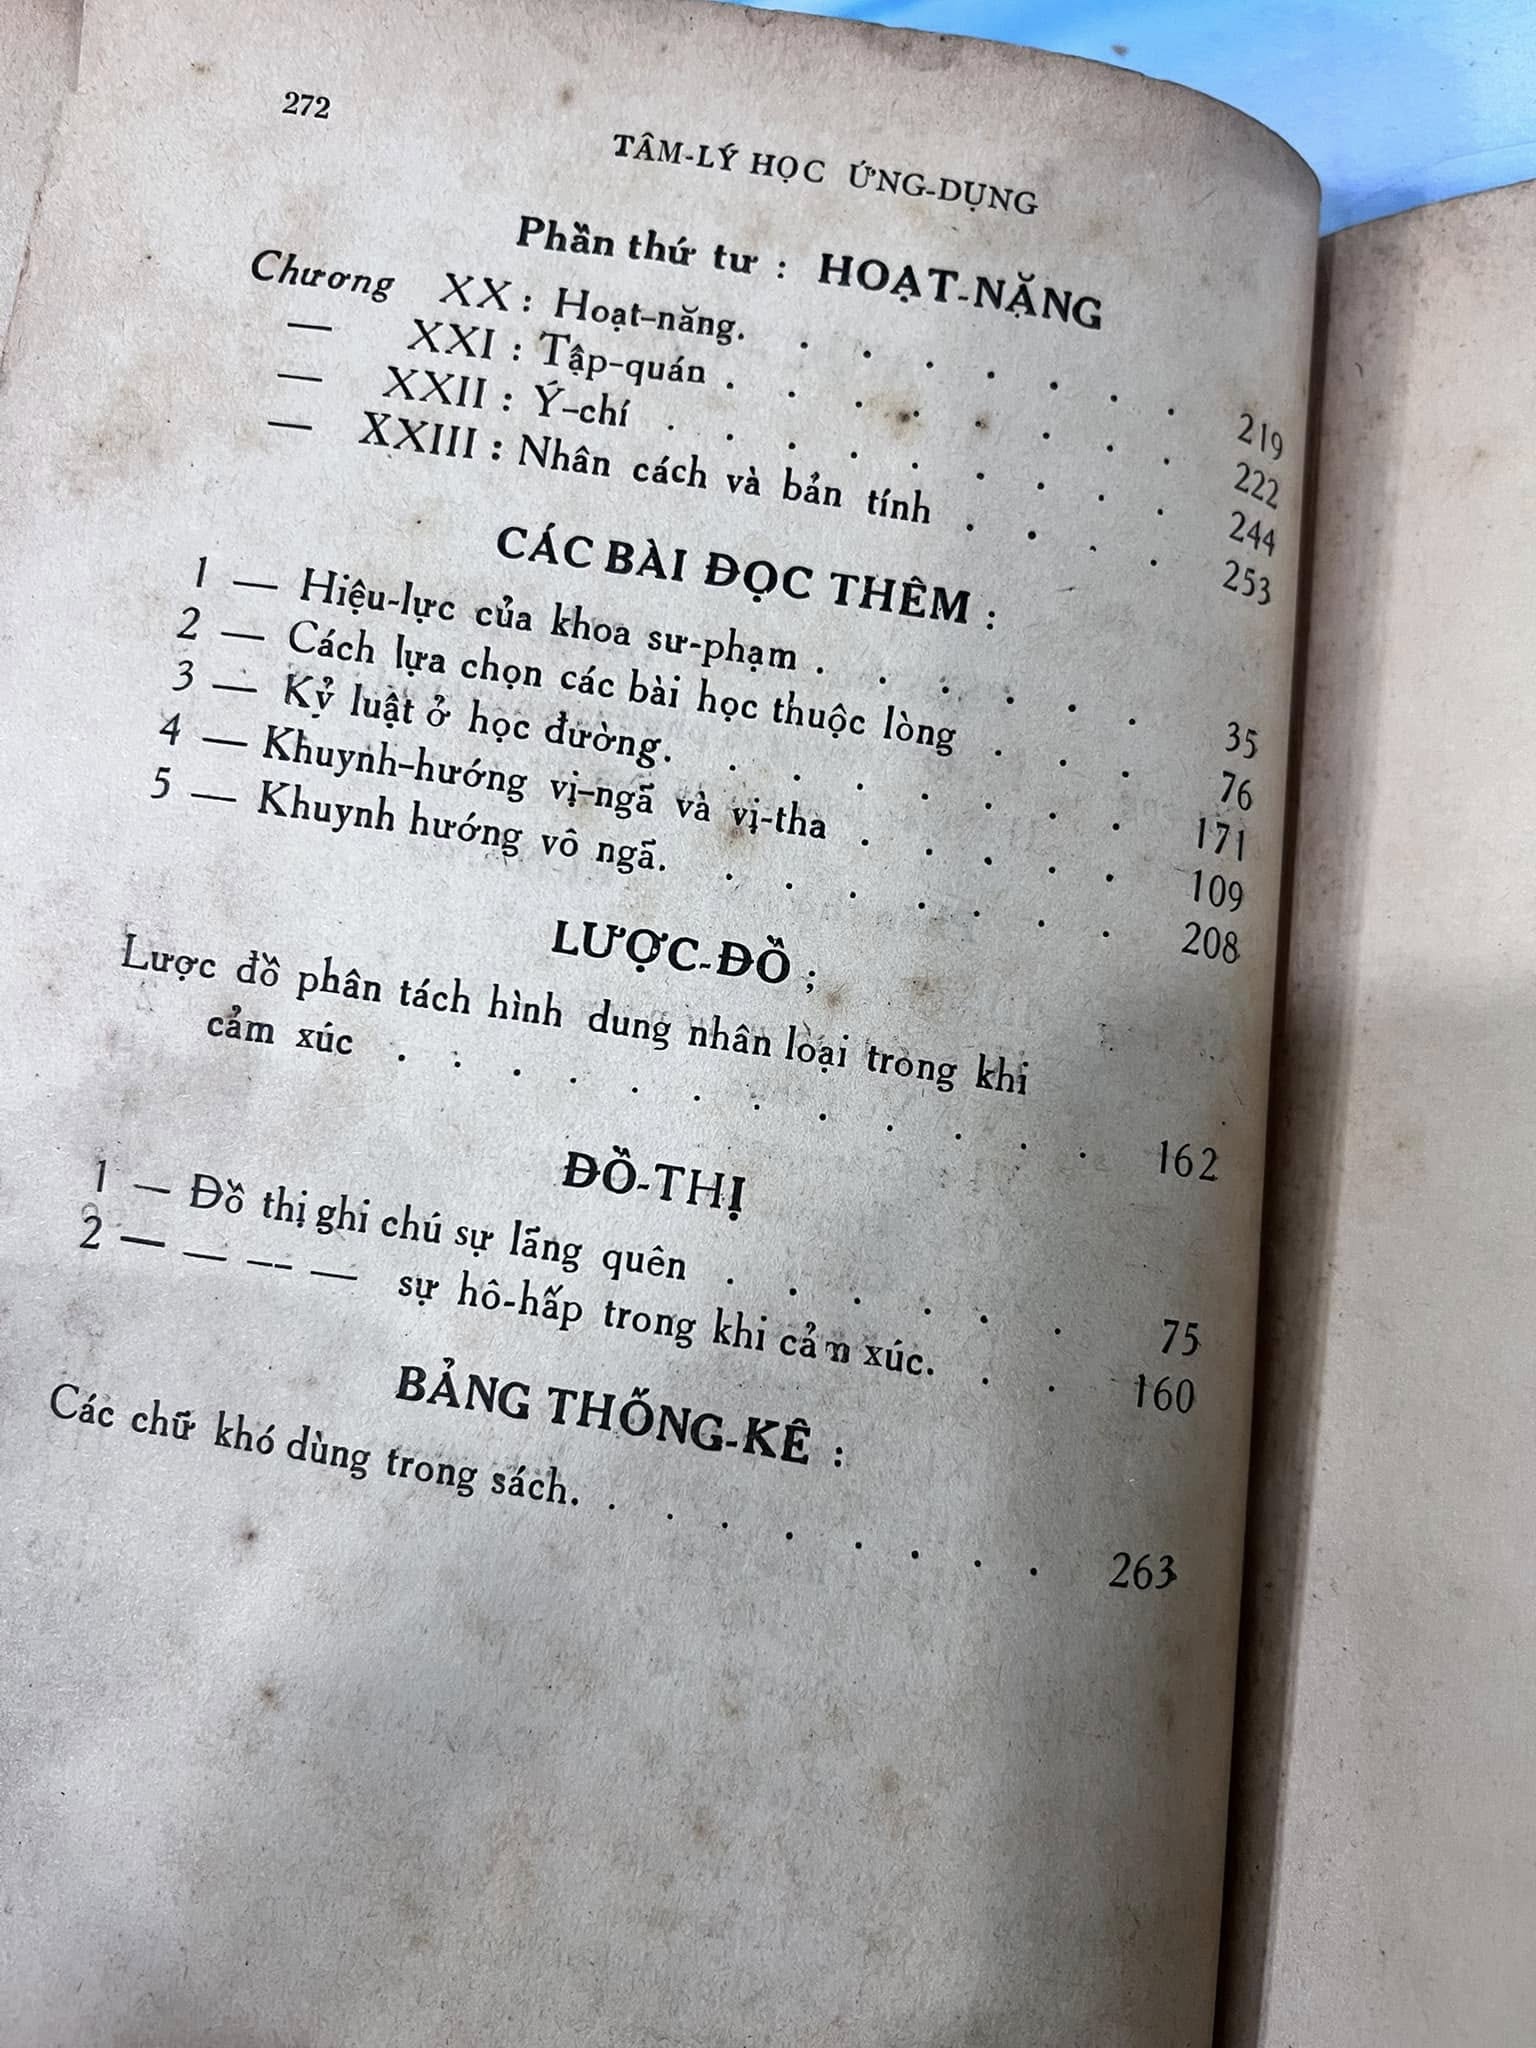 272
TÂM-LÝ HỌC ỨNG-DỤNG
Phần thứ tư : HOẠT-NẶNG
Chương XX : Hoạt-năng. . . . . . . . 219
— XXI : Tập-quán . . . . . . . . 222
— XXII : Ý-chí . . . . . . . . . 244
— XXIII : Nhân cách và bản tính . . . . 253
CÁC BÀI ĐỌC THÊM :
1 — Hiệu-lực của khoa sư-phạm . . . . . . 35
2 — Cách lựa chọn các bài học thuộc lòng . . . 76
3 — Kỷ luật ở học đường. . . . . . . . 171
4 — Khuynh-hướng vị-ngã và vị-tha . . . . . 109
5 — Khuynh hướng vô ngã. . . . . . . . 208
LƯỢC-ĐỒ ;
Lược đồ phân tách hình dung nhân loại trong khi
cảm xúc . . . . . . . . . . . . 162
ĐỒ-THỊ
1 — Đồ thị ghi chú sự lãng quên . . . . . . 75
2 — — — — sự hô-hấp trong khi cảm xúc. . . 160
BẢNG THỐNG-KÊ :
Các chữ khó dùng trong sách. . . . . . . . . 263